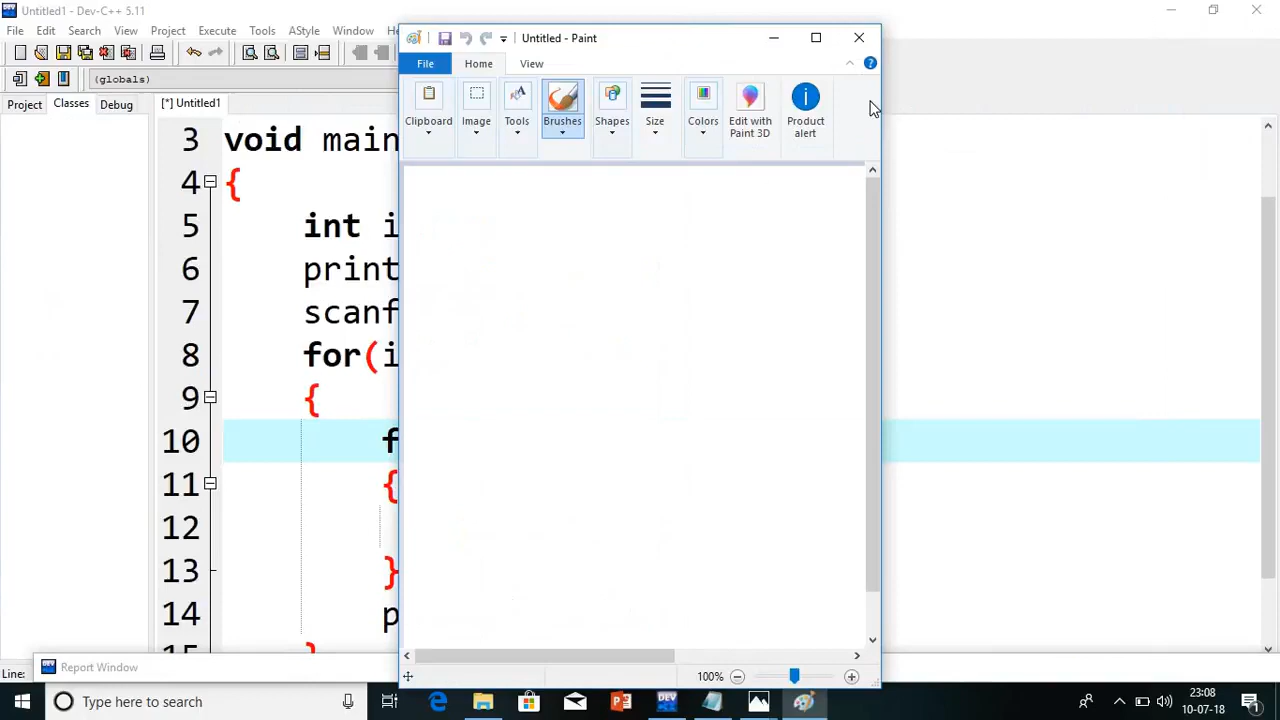 Untitled1 - Dev-C++ 5.11
File Edit Search View Project Execute Tools AStyle Window
(globals)
Project Classes Debug
[*] Untitled1
3 void main
4 {
5 int i
6 print
7 scanf
8 for(i
9 {
10 f
11 {
12
13 }
14 p
Line:
Report Window
Untitled - Paint
File Home View
Clipboard Image Tools Brushes Shapes Size Colors Edit with Paint 3D Product alert
100%
Type here to search
DEV
23:08
10-07-18